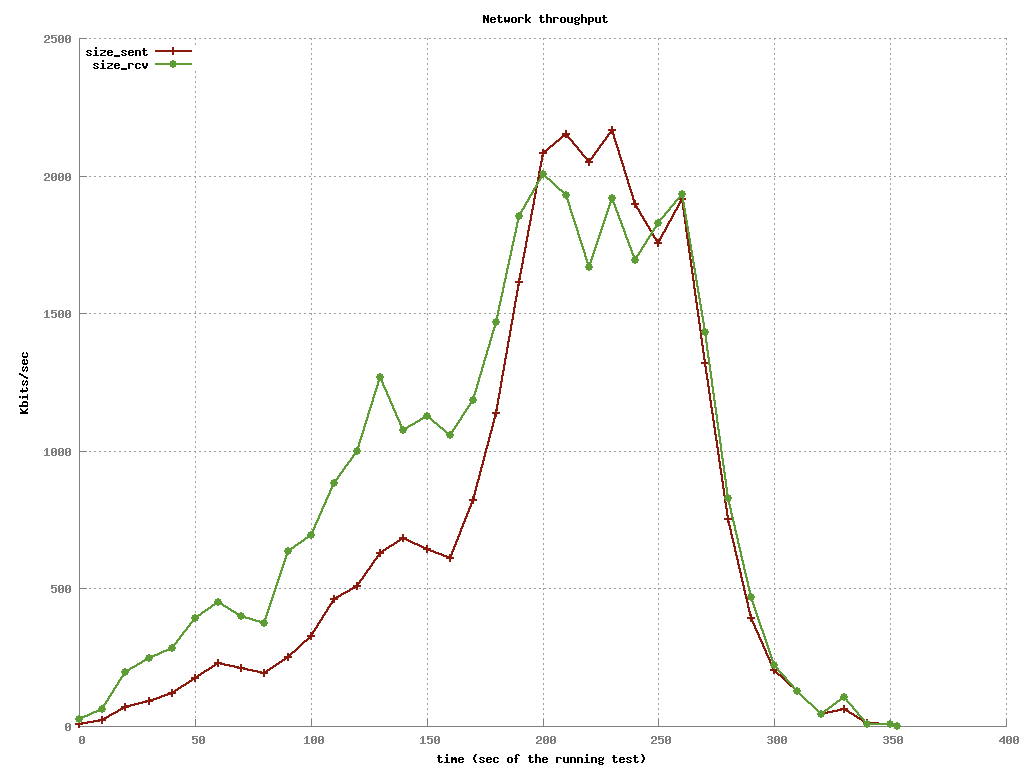 Network throughput
2500
size_sent
size_rcv
2000
1500
Kbits/sec
1000
500
0
0 50 100 150 200 250 300 350 400
time (sec of the running test)